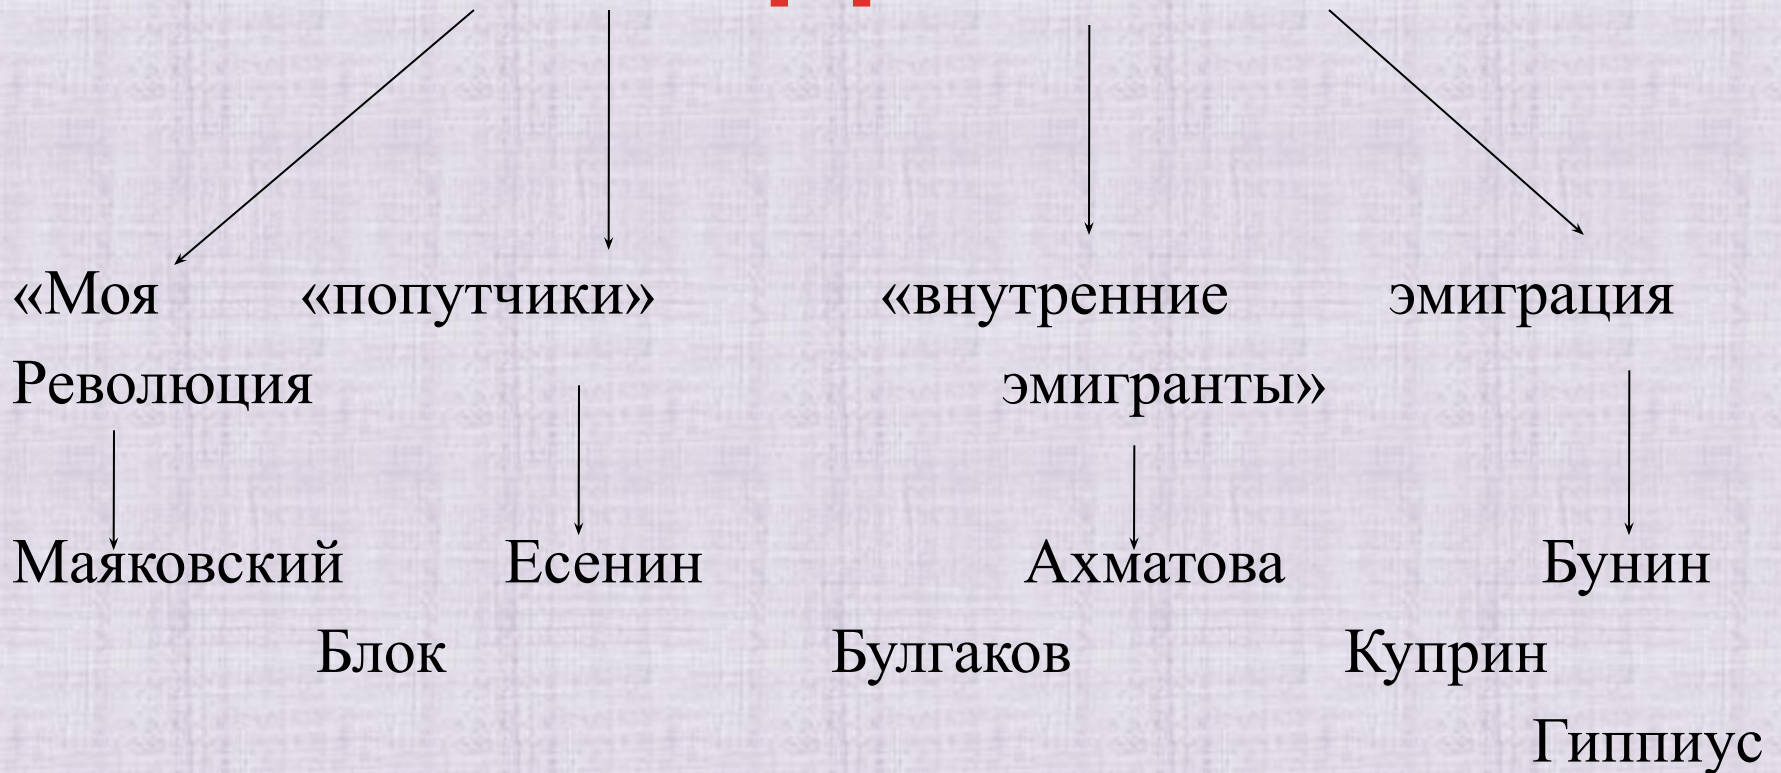 «Моя «попутчики» «внутренние эмиграция
Революция эмигранты»
Маяковский Есенин Ахматова Бунин
Блок Булгаков Куприн
Гиппиус